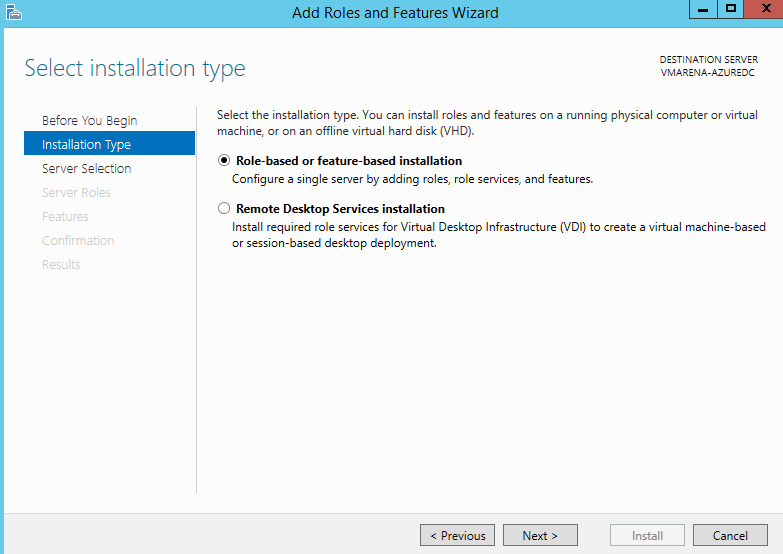 Add Roles and Features Wizard
Select installation type
DESTINATION SERVER
VMARENA-AZUREDC
Before You Begin
Installation Type
Server Selection
Server Roles
Features
Confirmation
Results
Select the installation type. You can install roles and features on a running physical computer or virtual
machine, or on an offline virtual hard disk (VHD).
Role-based or feature-based installation
Configure a single server by adding roles, role services, and features.
Remote Desktop Services installation
Install required role services for Virtual Desktop Infrastructure (VDI) to create a virtual machine-based
or session-based desktop deployment.
< Previous
Next >
Install
Cancel